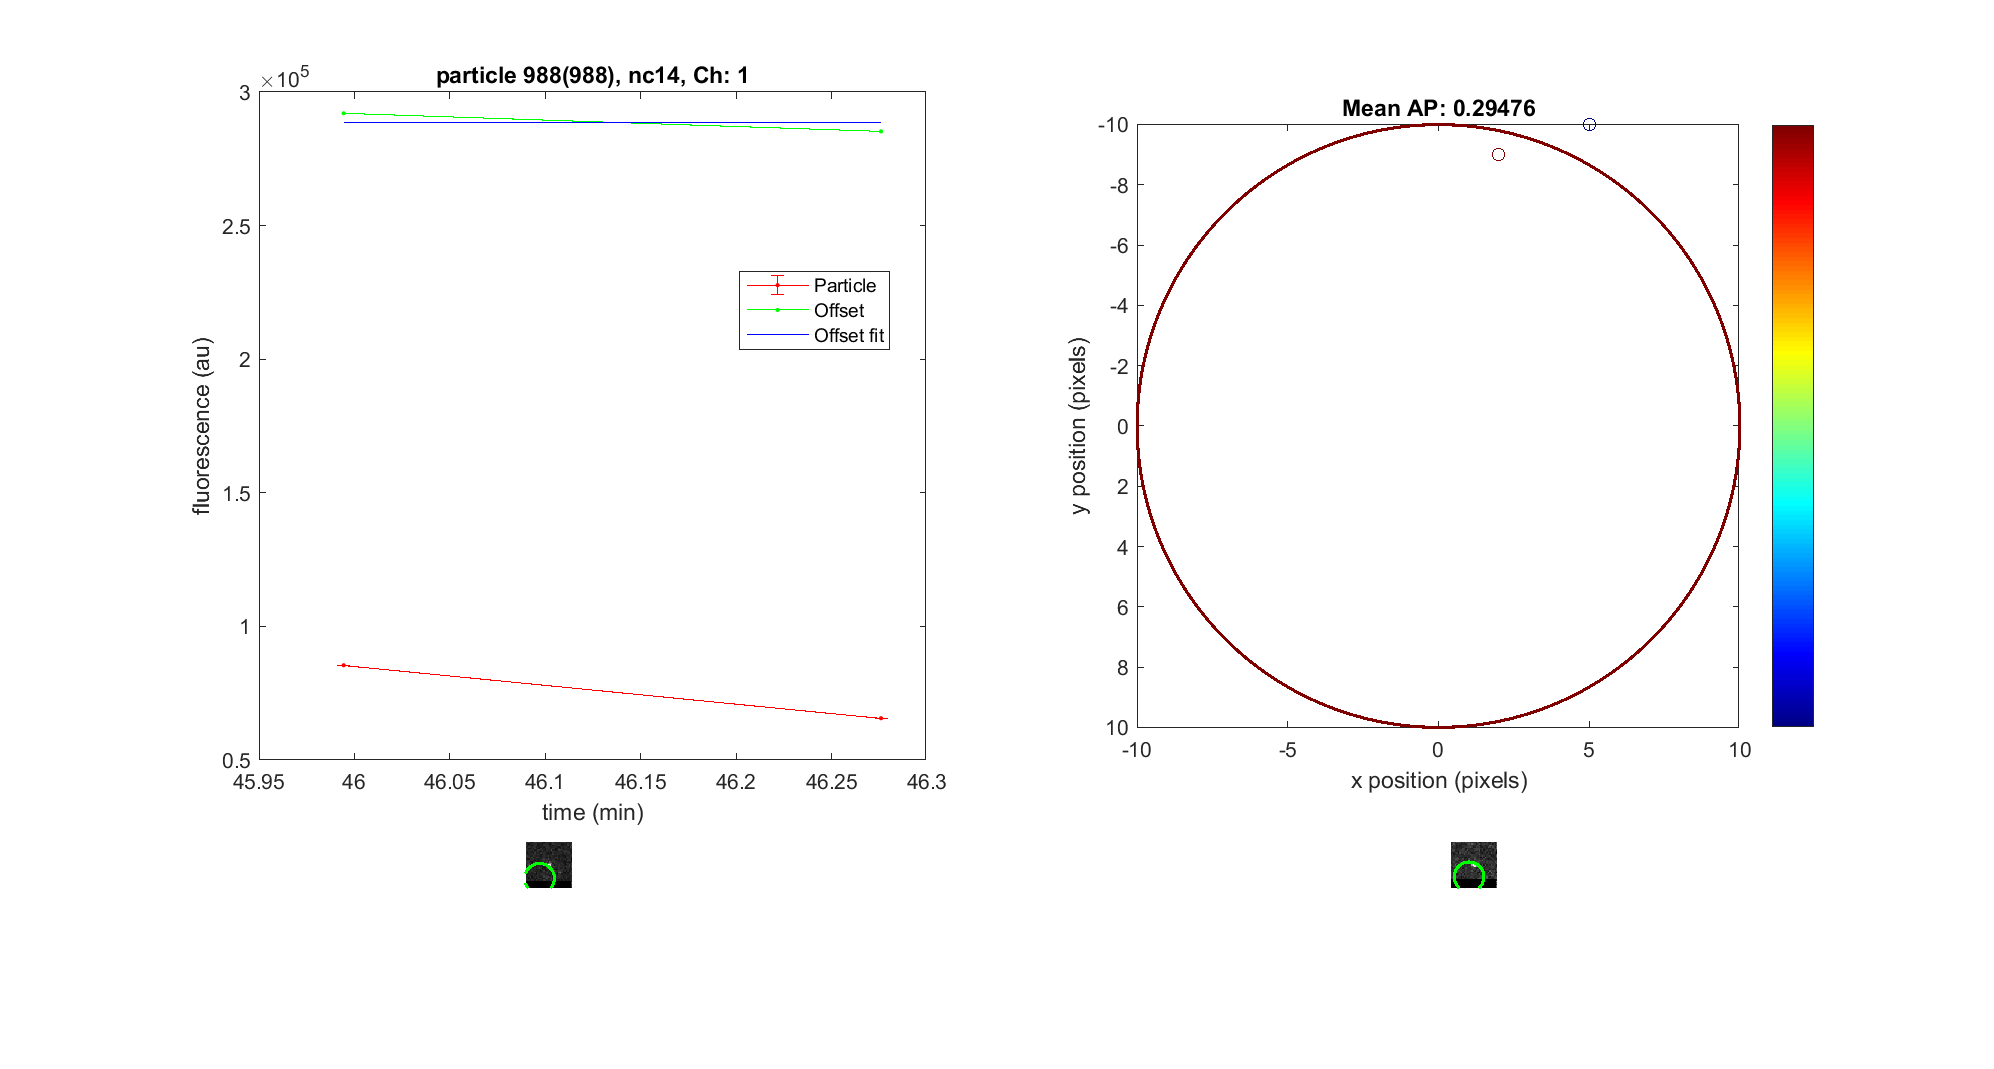 particle 988(988), nc14, Ch: 1
×10^5
3
2.5
2
1.5
1
0.5
fluorescence (au)
Particle
Offset
Offset fit
45.95 46 46.05 46.1 46.15 46.2 46.25 46.3
time (min)
Mean AP: 0.29476
-10
-8
-6
-4
-2
0
2
4
6
8
10
y position (pixels)
-10 -5 0 5 10
x position (pixels)